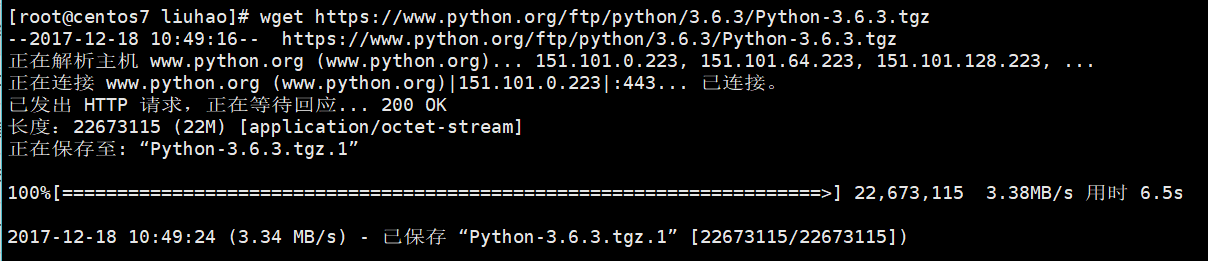 [root@centos7 liuhao]# wget https://www.python.org/ftp/python/3.6.3/Python-3.6.3.tgz
--2017-12-18 10:49:16--  https://www.python.org/ftp/python/3.6.3/Python-3.6.3.tgz
正在解析主机 www.python.org (www.python.org)... 151.101.0.223, 151.101.64.223, 151.101.128.223, ...
正在连接 www.python.org (www.python.org)|151.101.0.223|:443... 已连接。
已发出 HTTP 请求，正在等待回应... 200 OK
长度：22673115 (22M) [application/octet-stream]
正在保存至: “Python-3.6.3.tgz.1”
100%[======================================================================>] 22,673,115  3.38MB/s 用时 6.5s
2017-12-18 10:49:24 (3.34 MB/s) - 已保存 “Python-3.6.3.tgz.1” [22673115/22673115])